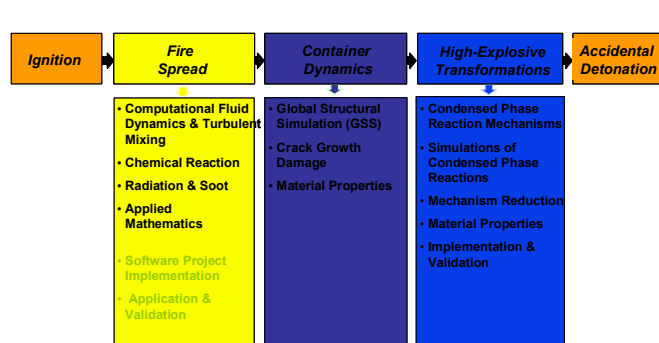 Ignition
Fire
Spread
Container
Dynamics
High-Explosive
Transformations
Accidental
Detonation
• Computational Fluid
Dynamics & Turbulent
Mixing
• Chemical Reaction
• Radiation & Soot
• Applied
Mathematics
• Software Project
Implementation
• Application &
Validation
• Global Structural
Simulation (GSS)
• Crack Growth
Damage
• Material Properties
• Condensed Phase
Reaction Mechanisms
• Simulations of
Condensed Phase
Reactions
• Mechanism Reduction
• Material Properties
• Implementation &
Validation